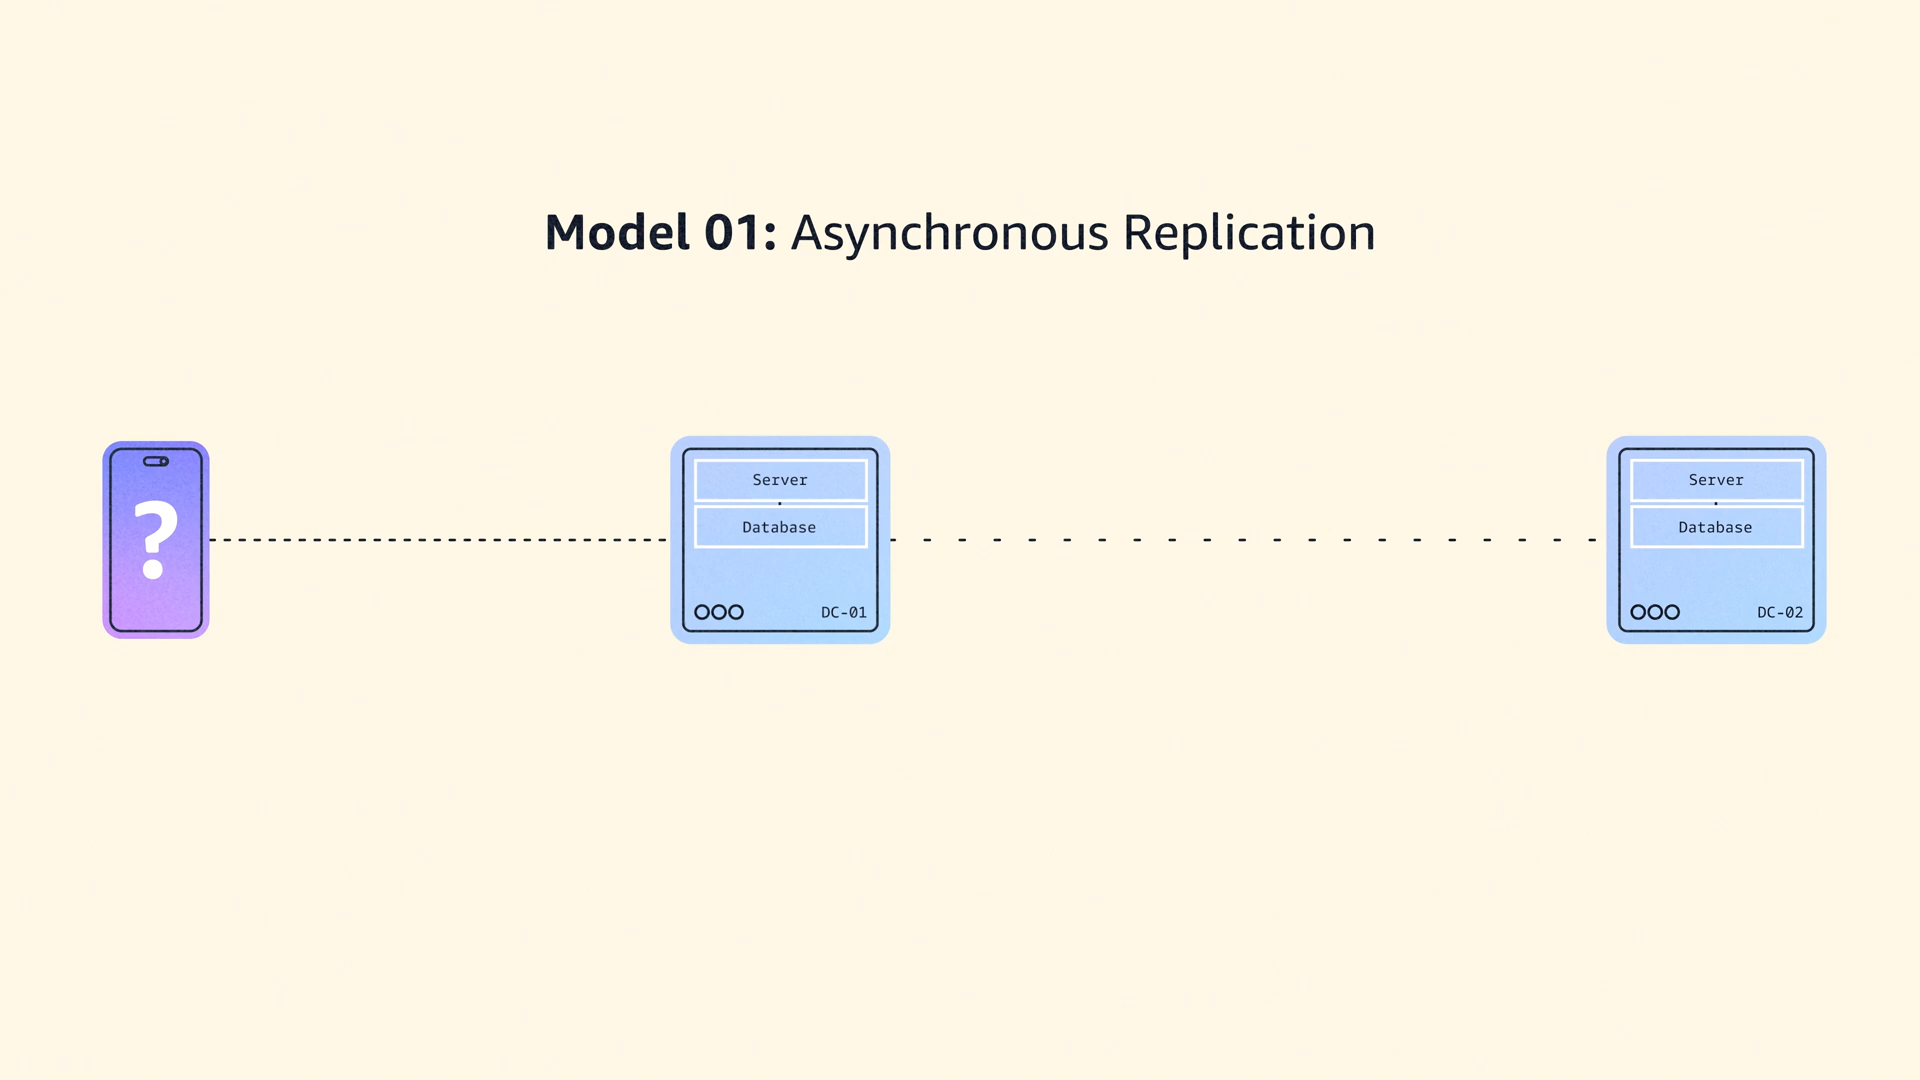 Model 01: Asynchronous Replication
?
Server
Database
DC-01
Server
Database
DC-02